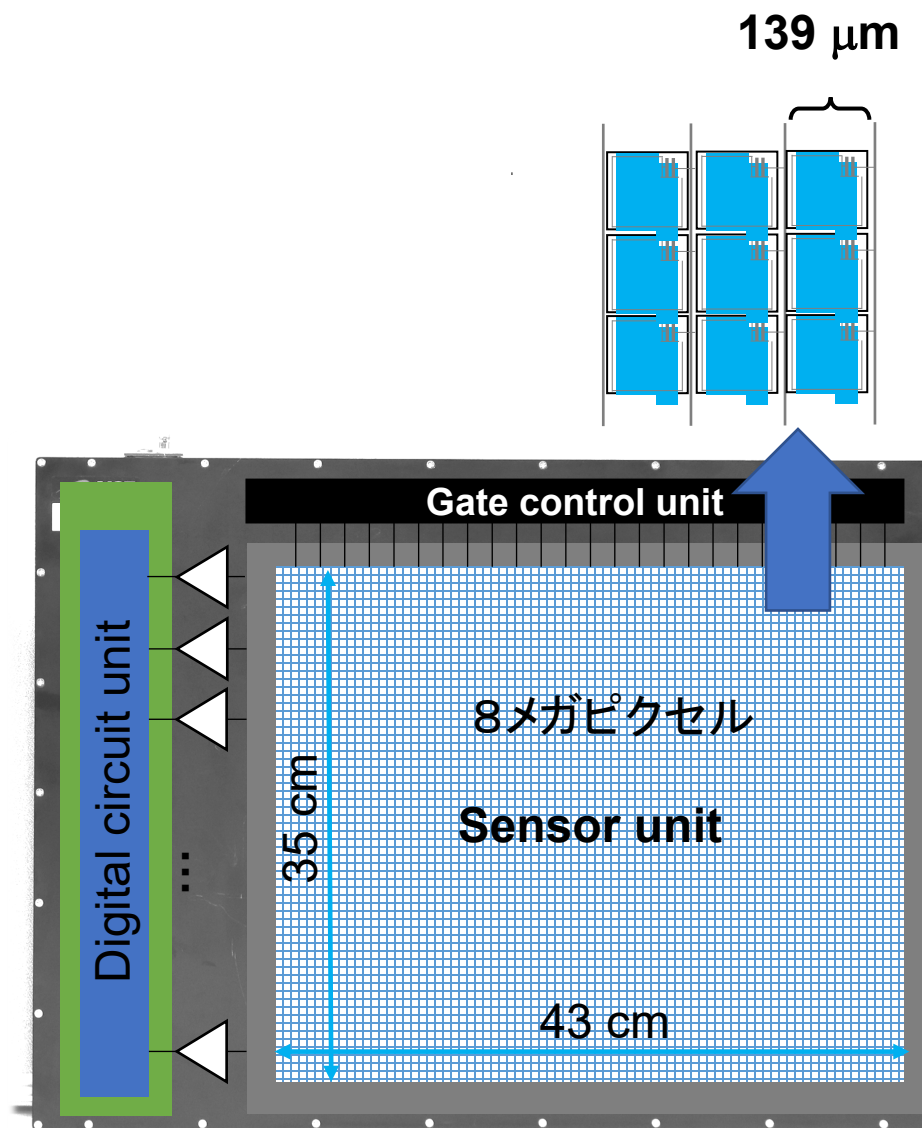 139 μm
Gate control unit
Digital circuit unit
8メガピクセル
35 cm
Sensor unit
...
43 cm